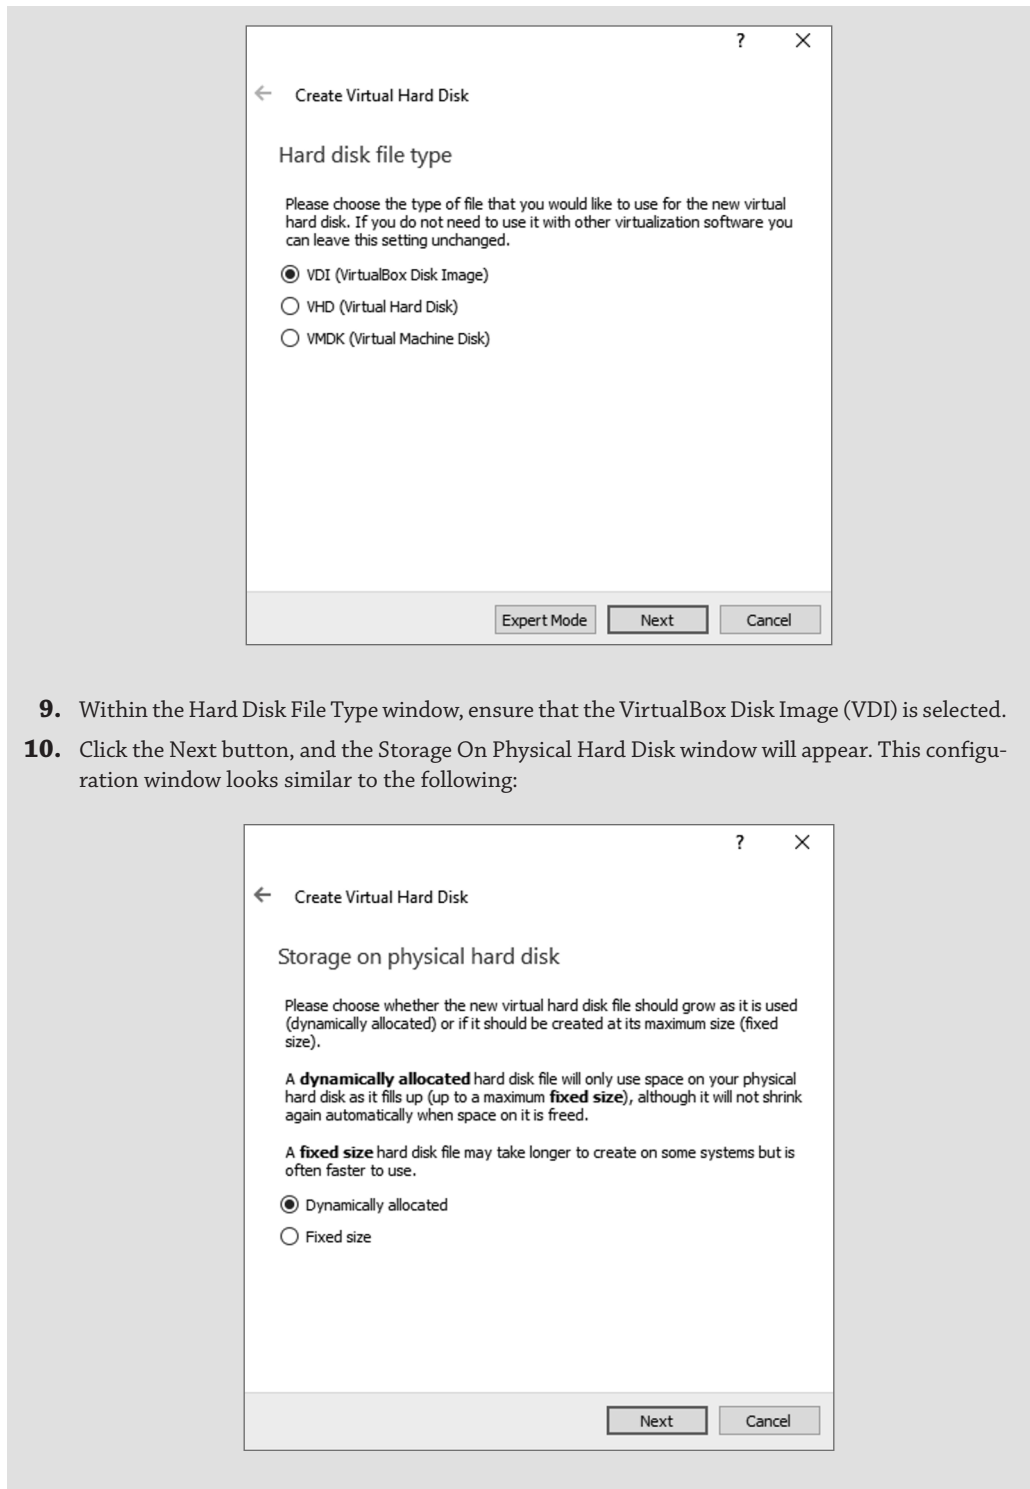 ?
Create Virtual Hard Disk
Hard disk file type
Please choose the type of file that you would like to use for the new virtual
hard disk. If you do not need to use it with other virtualization software you
can leave this setting unchanged.
VDI (VirtualBox Disk Image)
VHD (Virtual Hard Disk)
VMDK (Virtual Machine Disk)
Expert Mode Next Cancel
9. Within the Hard Disk File Type window, ensure that the VirtualBox Disk Image (VDI) is selected.
10. Click the Next button, and the Storage On Physical Hard Disk window will appear. This configu-
ration window looks similar to the following:
?
Create Virtual Hard Disk
Storage on physical hard disk
Please choose whether the new virtual hard disk file should grow as it is used
(dynamically allocated) or if it should be created at its maximum size (fixed
size).
A dynamically allocated hard disk file will only use space on your physical
hard disk as it fills up (up to a maximum fixed size), although it will not shrink
again automatically when space on it is freed.
A fixed size hard disk file may take longer to create on some systems but is
often faster to use.
Dynamically allocated
Fixed size
Next Cancel